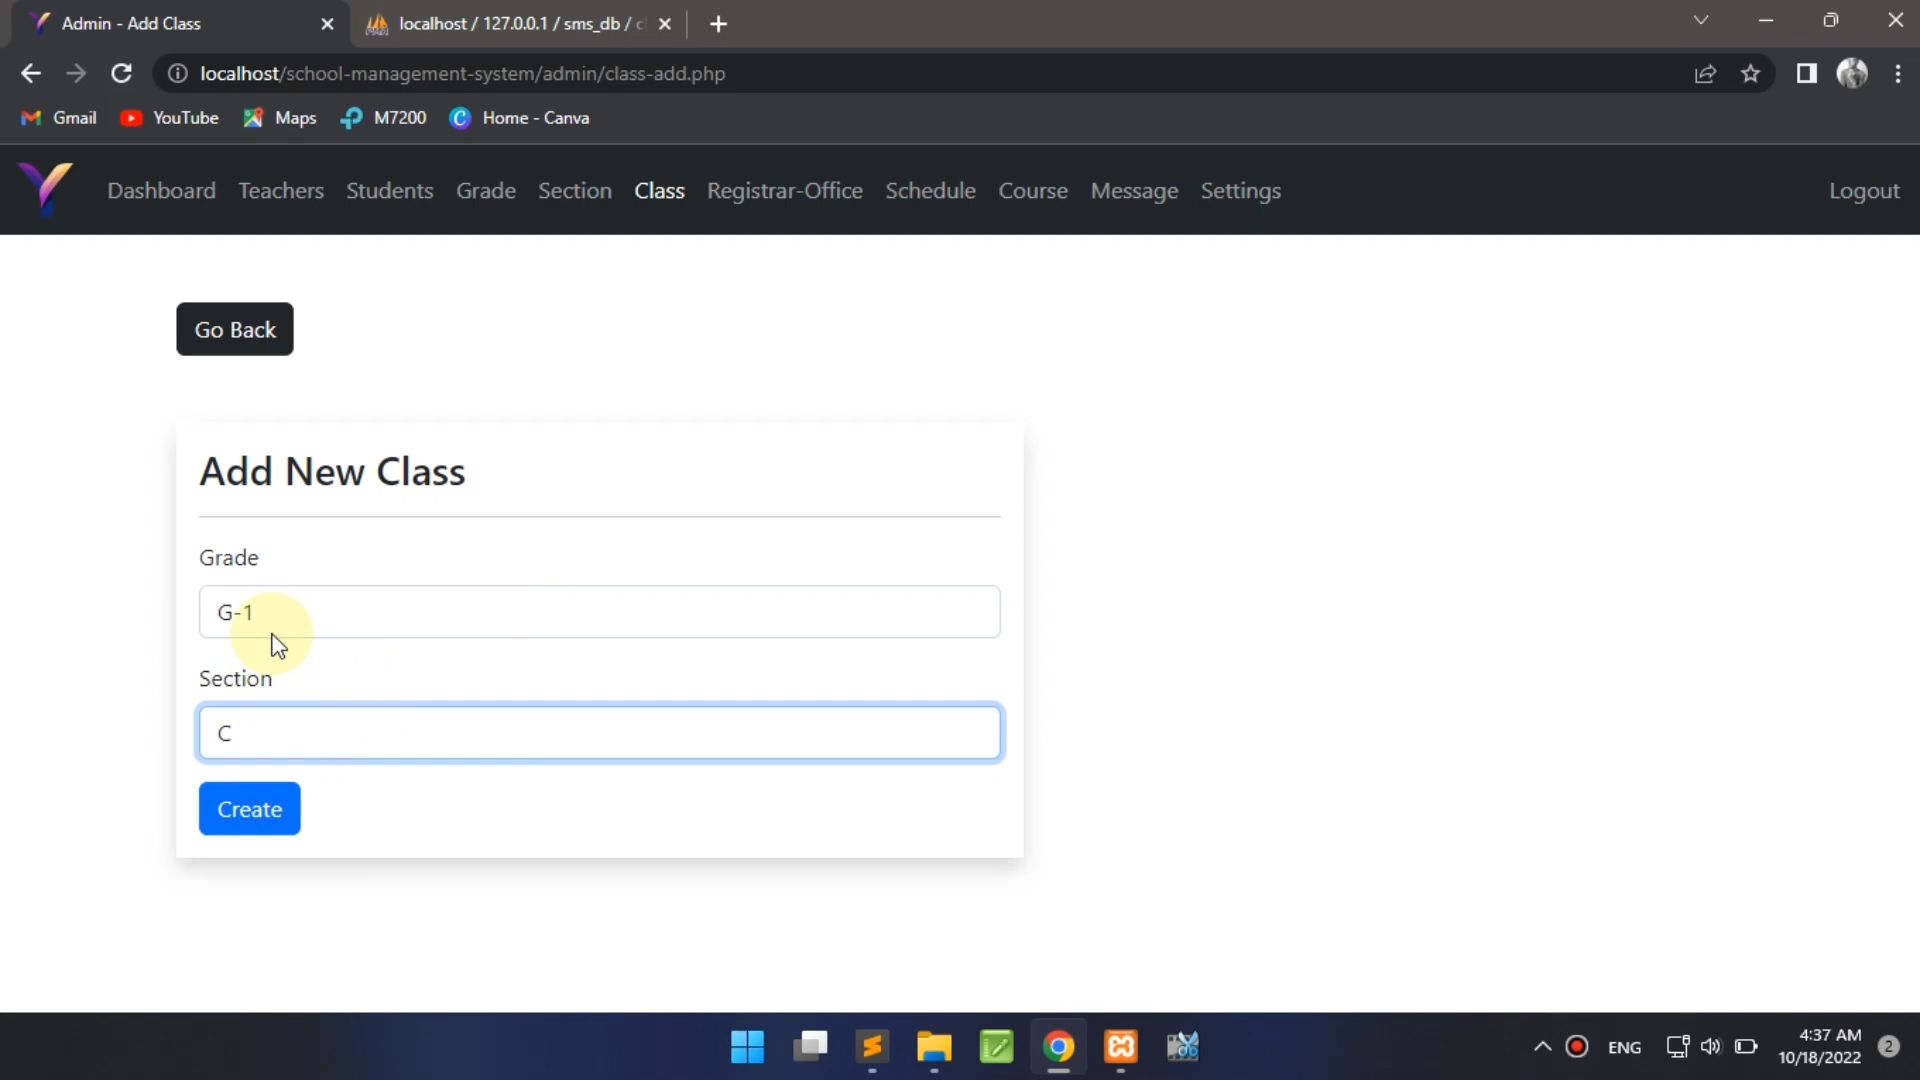 Admin - Add Class
localhost / 127.0.0.1 / sms_db / cl
localhost/school-management-system/admin/class-add.php
Gmail YouTube Maps M7200 Home - Canva
Dashboard Teachers Students Grade Section Class Registrar-Office Schedule Course Message Settings Logout
Go Back
Add New Class
Grade
G-1
Section
C
Create
ENG
4:37 AM
10/18/2022
2